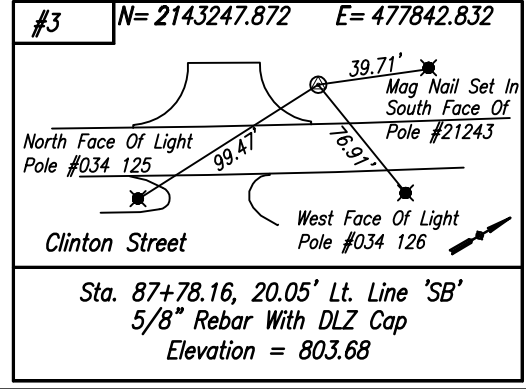 #3
N= 2143247.872 E= 477842.832
39.71'
Mag Nail Set In
South Face Of
Pole #21243
North Face Of Light
Pole #034 125
99.47'
76.91'
West Face Of Light
Pole #034 126
Clinton Street
Sta. 87+78.16, 20.05' Lt. Line 'SB'
5/8" Rebar With DLZ Cap
Elevation = 803.68